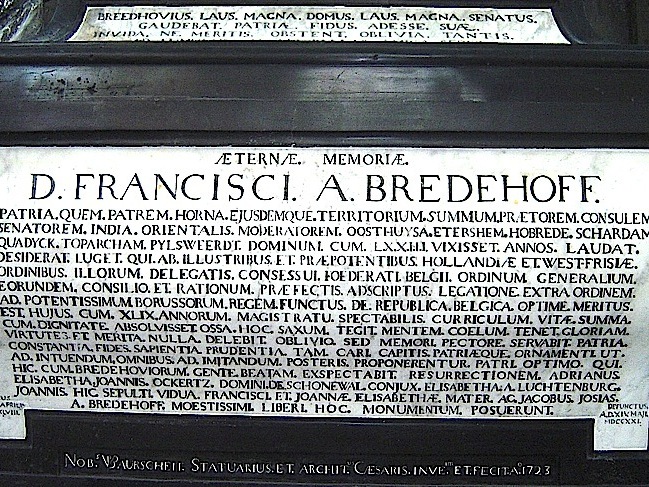 BREEDHOVIUS. LAUS. MAGNA. DOMUS. LAUS. MAGNA. SENATUS.
GAUDEBAT. PATRIÆ. FIDUS. ADESSE. SUÆ.
INVIDA. NE. MERITIS. OBSTENT. OBLIVIA. TANTIS.
ÆTERNÆ. MEMORIÆ.
D. FRANCISCI. A. BREDEHOFF.
PATRIA. QUEM. PATREM. HORNA. EJUSDEMQUE. TERRITORIUM. SUMMUM. PRÆTOREM. CONSULEM
SENATOREM. INDIA. ORIENTALIS. MODERATOREM. OOSTHUYSA. ETERSHEM. HOBREDE. SCHARDAM
QUADYCK. TOPARCHAM. PYLSWEERDT. DOMINUM. CUM. LXXIII. VIXISSET. ANNOS. LAUDAT.
DESIDERAT. LUGET. QUI. AB. ILLUSTRIBUS. ET. PRÆPOTENTIBUS. HOLLANDIÆ. ET. WEST-FRISIÆ.
ORDINIBUS. ILLORUM. DELEGATIS. CONSESSUI. FOEDERATI. BELGII. ORDINUM. GENERALIUM.
EORUNDEM. CONSILIO. ET. RATIONUM. PRÆFECTIS. ADSCRIPTUS. LEGATIONE. EXTRA. ORDINEM.
AD. POTENTISSIMUM. BORUSSORUM. REGEM. FUNCTUS. DE. REPUBLICA. BELGICA. OPTIME. MERITUS.
EST. HUJUS. CUM. XLIX. ANNORUM. MAGISTRATU. SPECTABILIS. CURRICULUM. VITÆ. SUMMA.
CUM. DIGNITATE. ABSOLVISSET. OSSA. HOC. SAXUM. TEGIT. MENTEM. COELUM. TENET. GLORIAM.
VIRTUTES. ET. MERITA. NULLA. DELEBIT. OBLIVIO. SED. MEMORI. PECTORE. SERVABIT. PATRIA.
CONSTANTIA. FIDES. SAPIENTIA. PRUDENTIA. TAM. CARI. CAPITIS. PATRIÆQUE. ORNAMENTI. UT.
AD. INTUENDUM. OMNIBUS. AD. IMITANDUM. POSTERIS. PROPONERENTUR. PATRI. OPTIMO. QUI.
HIC. CUM. BREDEHOVIORUM. GENTE. BEATAM. EXSPECTABIT. RESURRECTIONEM. ADRIANUS.
ELISABETHA. JOANNIS. OCKERTZ. DOMINI. DE. SCHONEWAL. CONJUX. ELISABETHA. A. LUCHTENBURG.
JOANNIS. HIC. SEPULTI. VIDUA. FRANCISCI. ET. JOANNÆ. ELISABETHÆ. MATER. AC. JACOBUS. JOSIAS.
A. BREDEHOFF. MOESTISSIMI. LIBERI. HOC. MONUMENTUM. POSUERUNT.
DEFUNCTUS.
A.D. XIV. MAJI.
MDCCXXI.
STATUARIUS. ET. ARCHIT. CÆSARIS. INVE. ET. FECIT. A. 1723